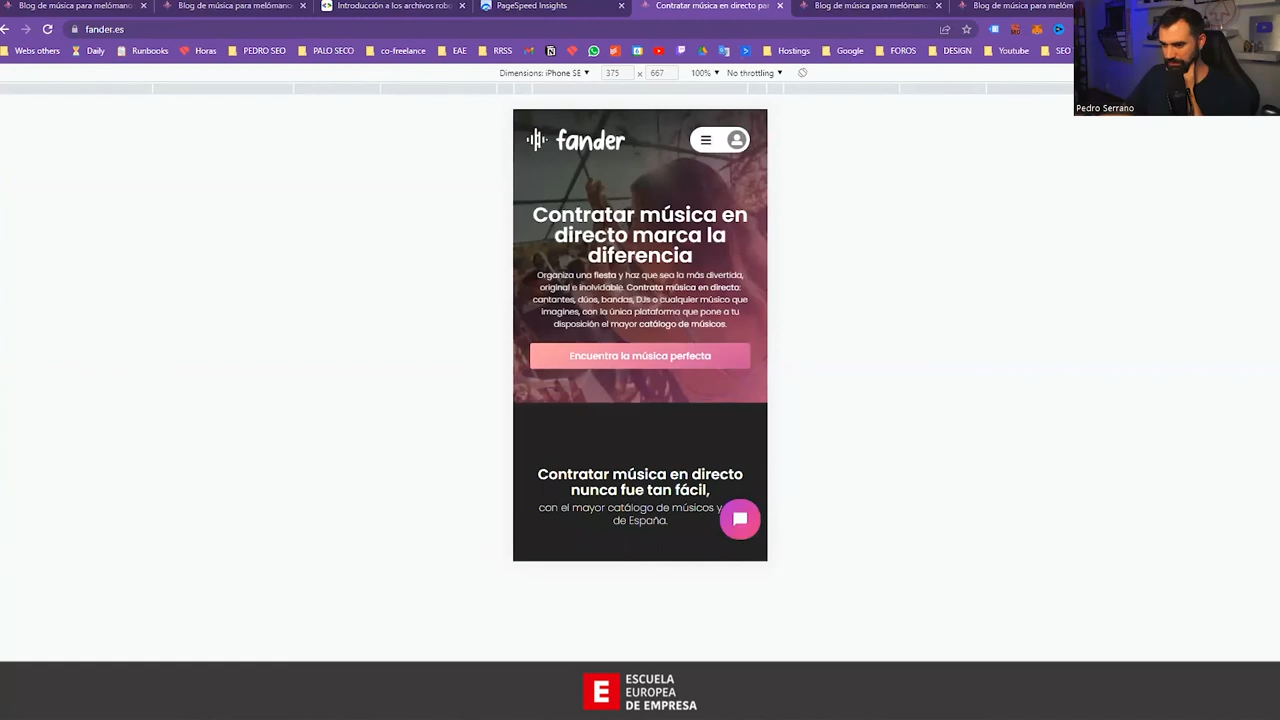 Blog de música para melómano
Blog de música para melómano
Introducción a los archivos robo
PageSpeed Insights
Contratar música en directo par
Blog de música para melómano
Blog de música para melómano
fander.es
Webs others
Daily
Runbooks
Horas
PEDRO SEO
PALO SECO
co-freelance
EAE
RRSS
Hostings
Google
FOROS
DESIGN
Youtube
SEO
Dimensions: iPhone SE
375 x 667
100%
No throttling
Pedro Serrano
fander
Contratar música en
directo marca la
diferencia
Organiza una fiesta y haz que sea la más divertida,
original e inolvidable. Contrata música en directo:
cantantes, dúos, bandas, DJs o cualquier músico que
imagines, con la única plataforma que pone a tu
disposición el mayor catálogo de músicos.
Encuentra la música perfecta
Contratar música en directo
nunca fue tan fácil,
con el mayor catálogo de músicos y
de España.
E
ESCUELA
EUROPEA
DE EMPRESA